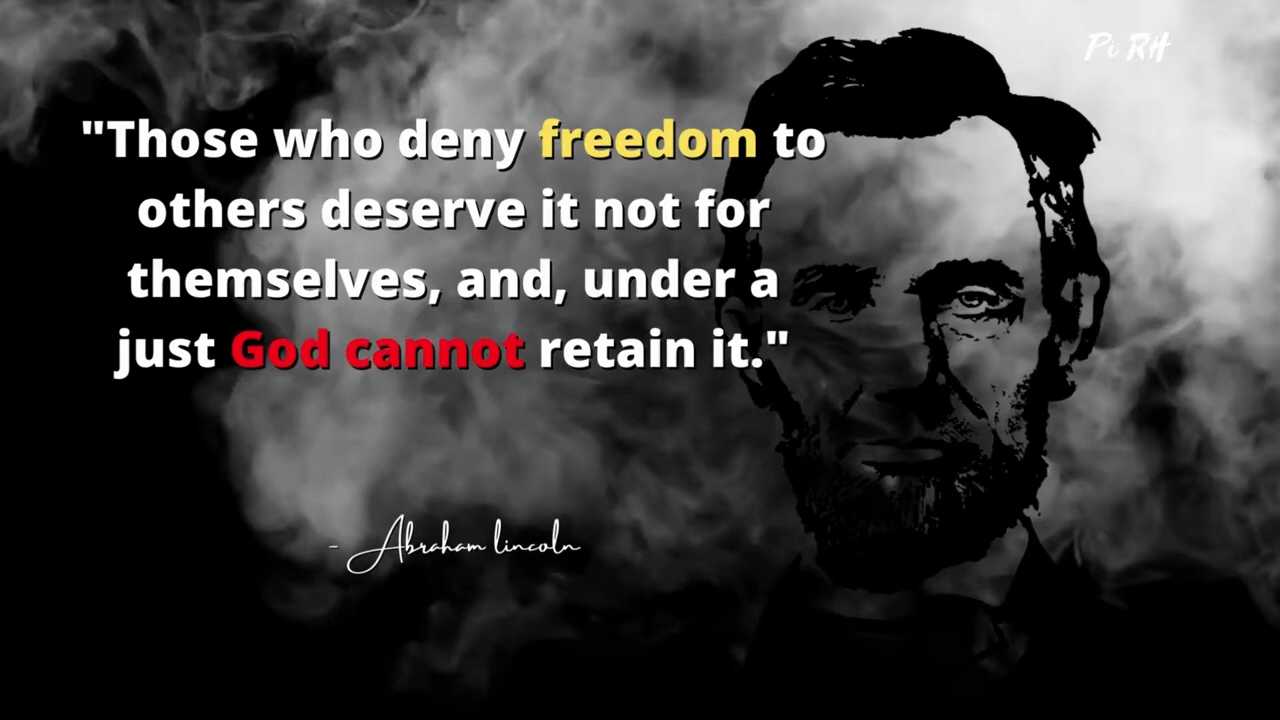 Pi RH
"Those who deny freedom to
others deserve it not for
themselves, and, under a
just God cannot retain it."
- Abraham lincoln